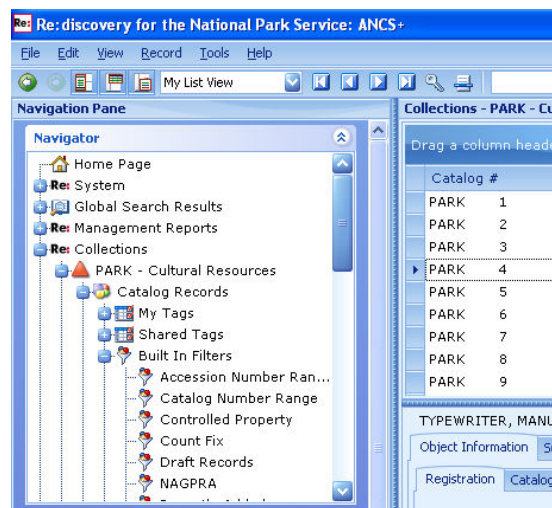 Re: Re:discovery for the National Park Service: ANCS+
File Edit View Record Tools Help
My List View
Navigation Pane
Navigator
Home Page
Re: System
Global Search Results
Re: Management Reports
Re: Collections
PARK - Cultural Resources
Catalog Records
My Tags
Shared Tags
Built In Filters
Accession Number Ran...
Catalog Number Range
Controlled Property
Count Fix
Draft Records
NAGPRA
Collections - PARK - Cu
Drag a column heade
Catalog #
PARK 1
PARK 2
PARK 3
PARK 4
PARK 5
PARK 6
PARK 7
PARK 8
PARK 9
TYPEWRITER, MANU
Object Information
Registration Catalog